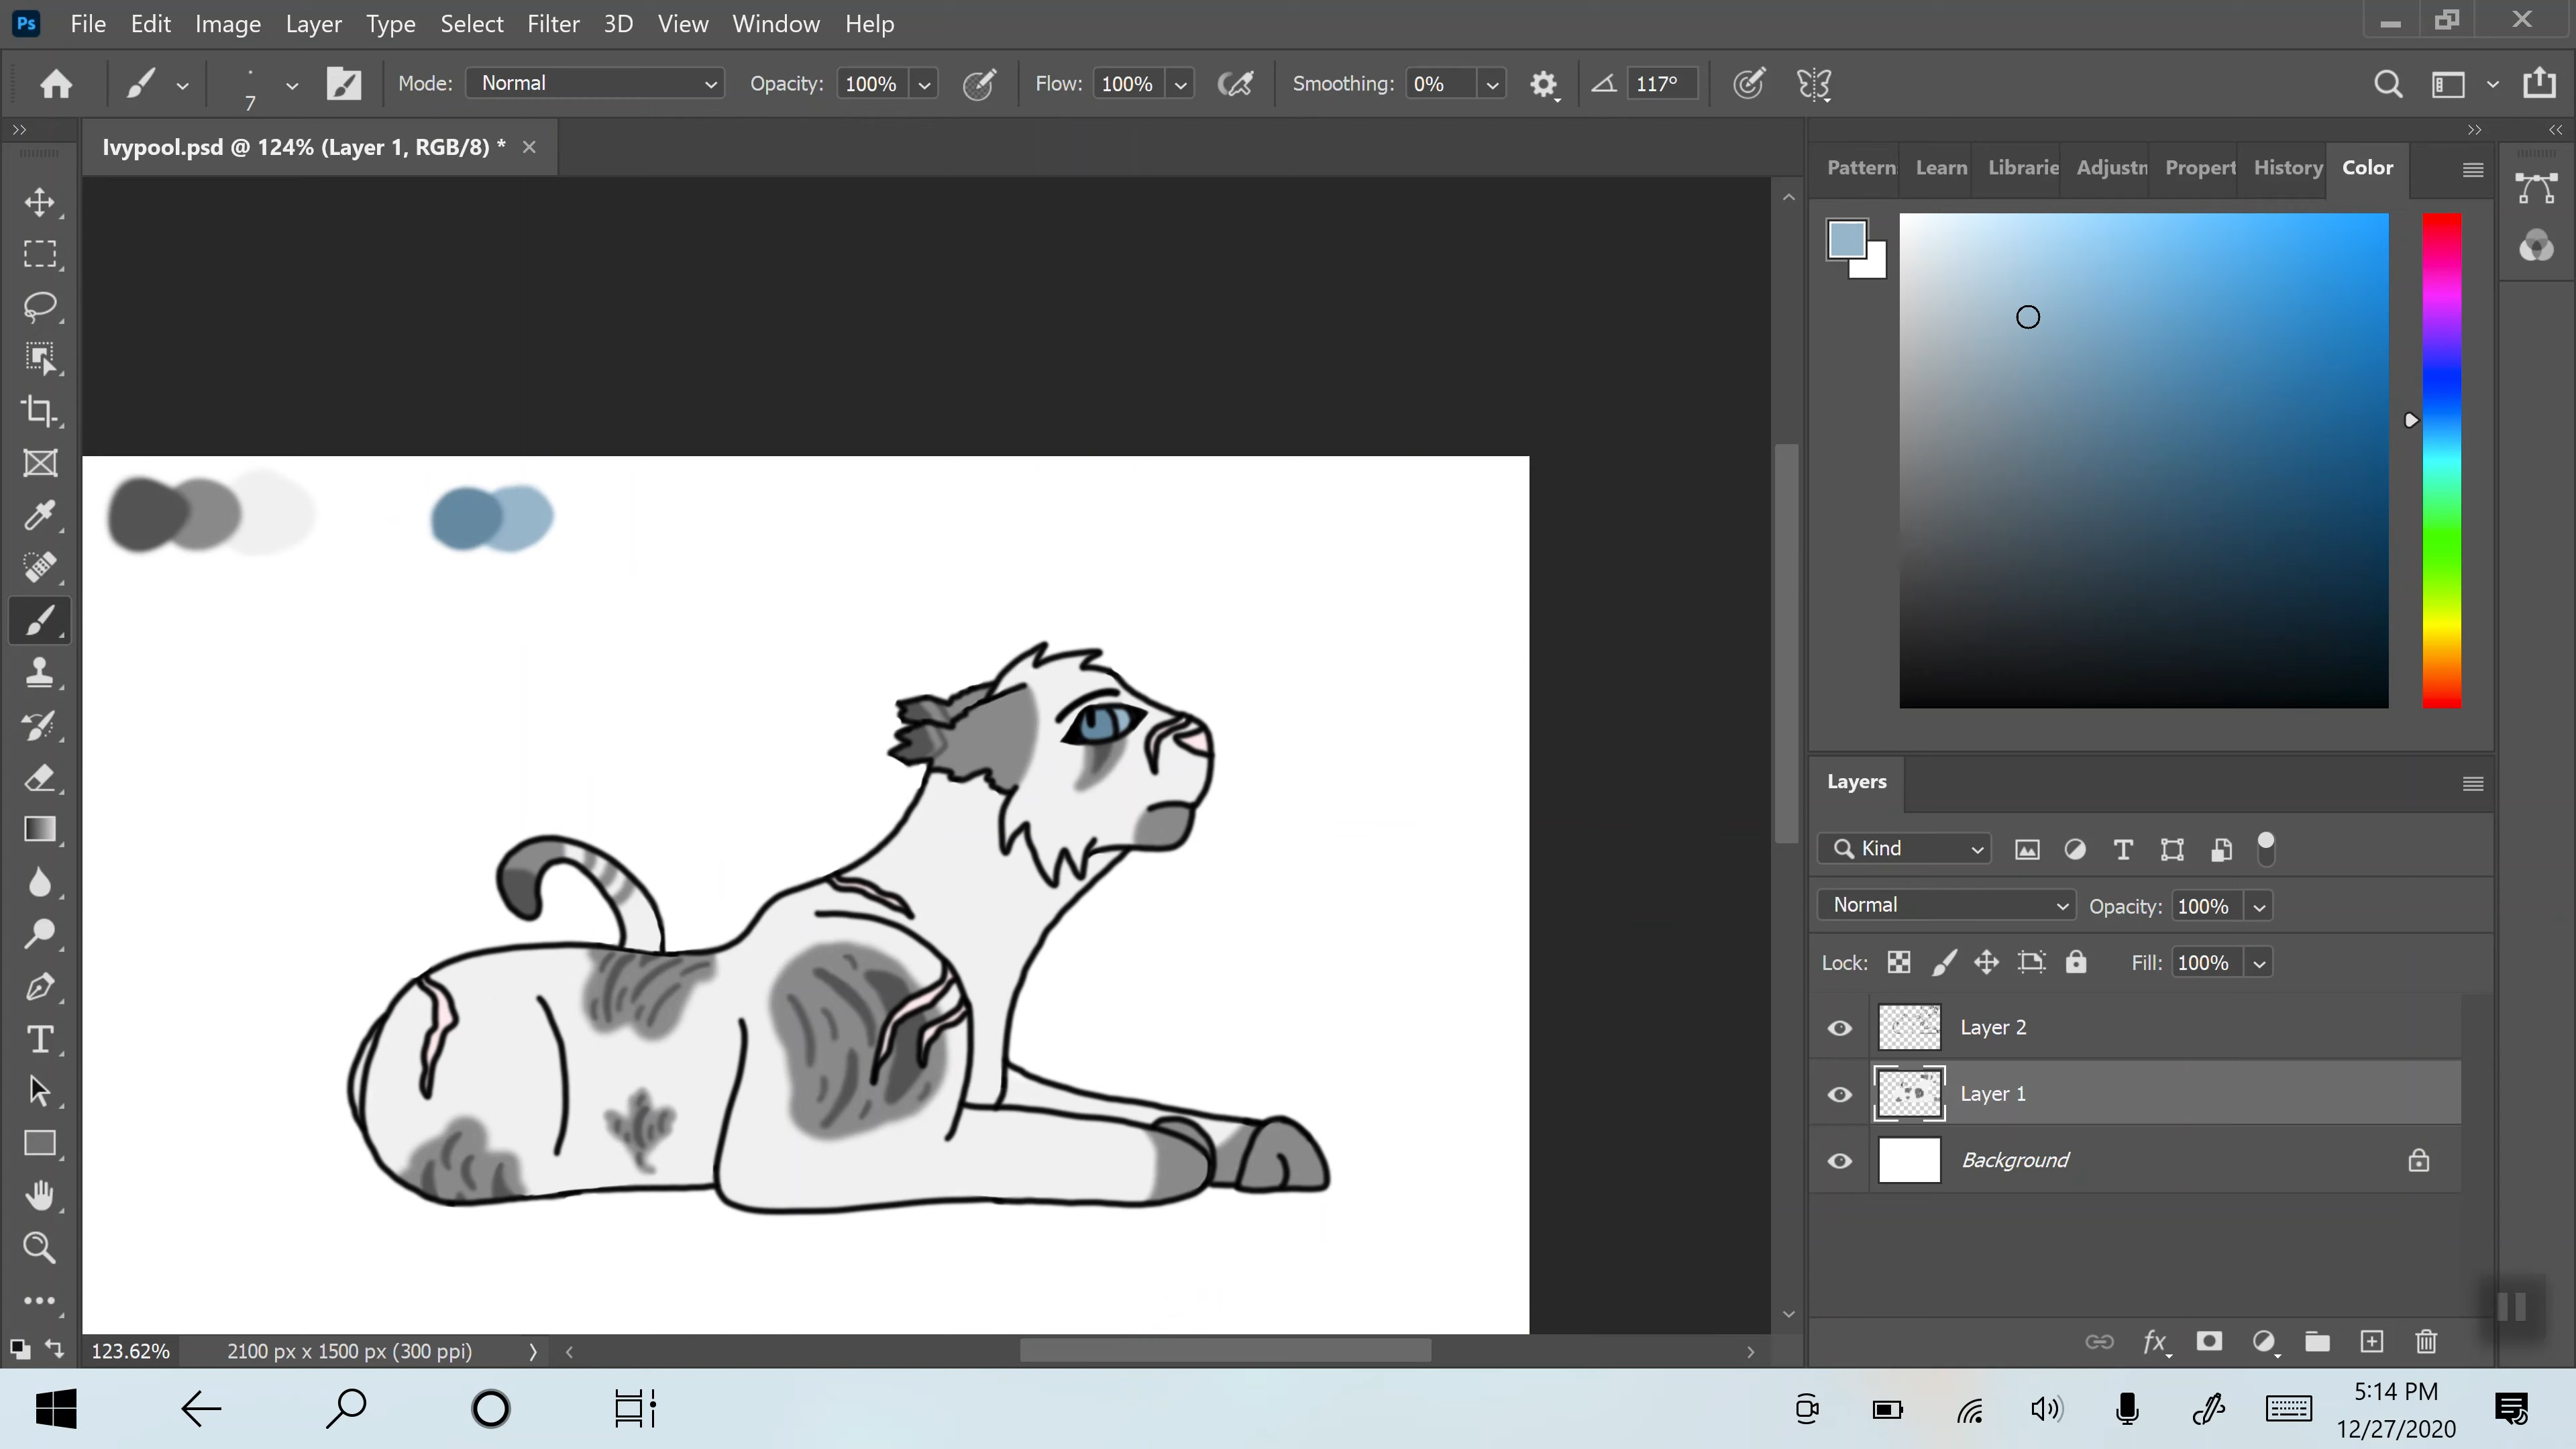 Ps File Edit Image Layer Type Select Filter 3D View Window Help
7 Mode: Normal Opacity: 100% Flow: 100% Smoothing: 0% 117°
Ivypool.psd @ 124% (Layer 1, RGB/8) *
Pattern Learn Librarie Adjustn Propert History Color
Layers
Kind
Normal Opacity: 100%
Lock: Fill: 100%
Layer 2
Layer 1
Background
fx
123.62% 2100 px x 1500 px (300 ppi)
5:14 PM
12/27/2020